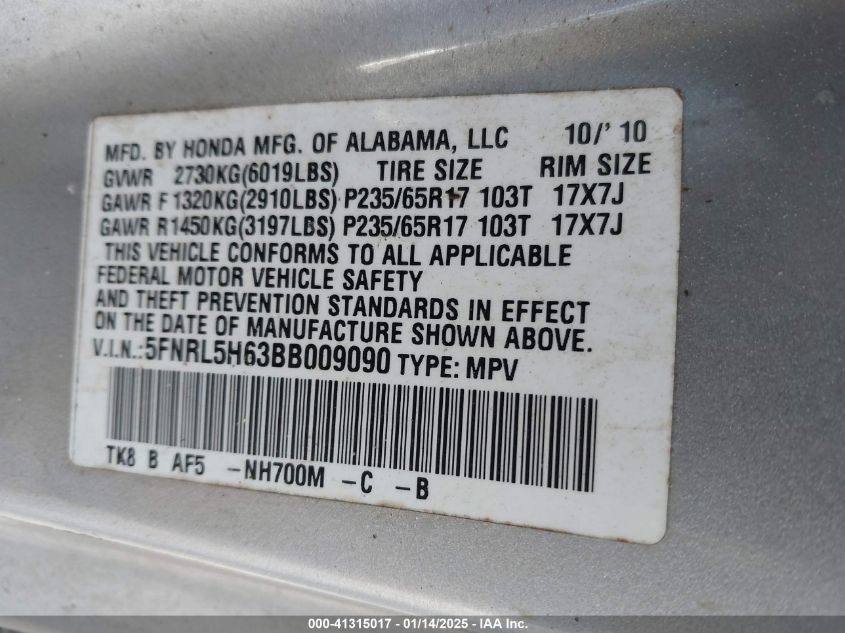 MFD. BY HONDA MFG. OF ALABAMA, LLC 10/'10
GVWR 2730KG(6019LBS) TIRE SIZE RIM SIZE
GAWR F 1320KG(2910LBS) P235/65R17 103T 17X7J
GAWR R1450KG(3197LBS) P235/65R17 103T 17X7J
THIS VEHICLE CONFORMS TO ALL APPLICABLE
FEDERAL MOTOR VEHICLE SAFETY
AND THEFT PREVENTION STANDARDS IN EFFECT
ON THE DATE OF MANUFACTURE SHOWN ABOVE.
V.I.N.:5FNRL5H63BB009090 TYPE: MPV
TK8 B AF5 -NH700M -C -B
000-41315017 — 01/14/2025 - IAA Inc.